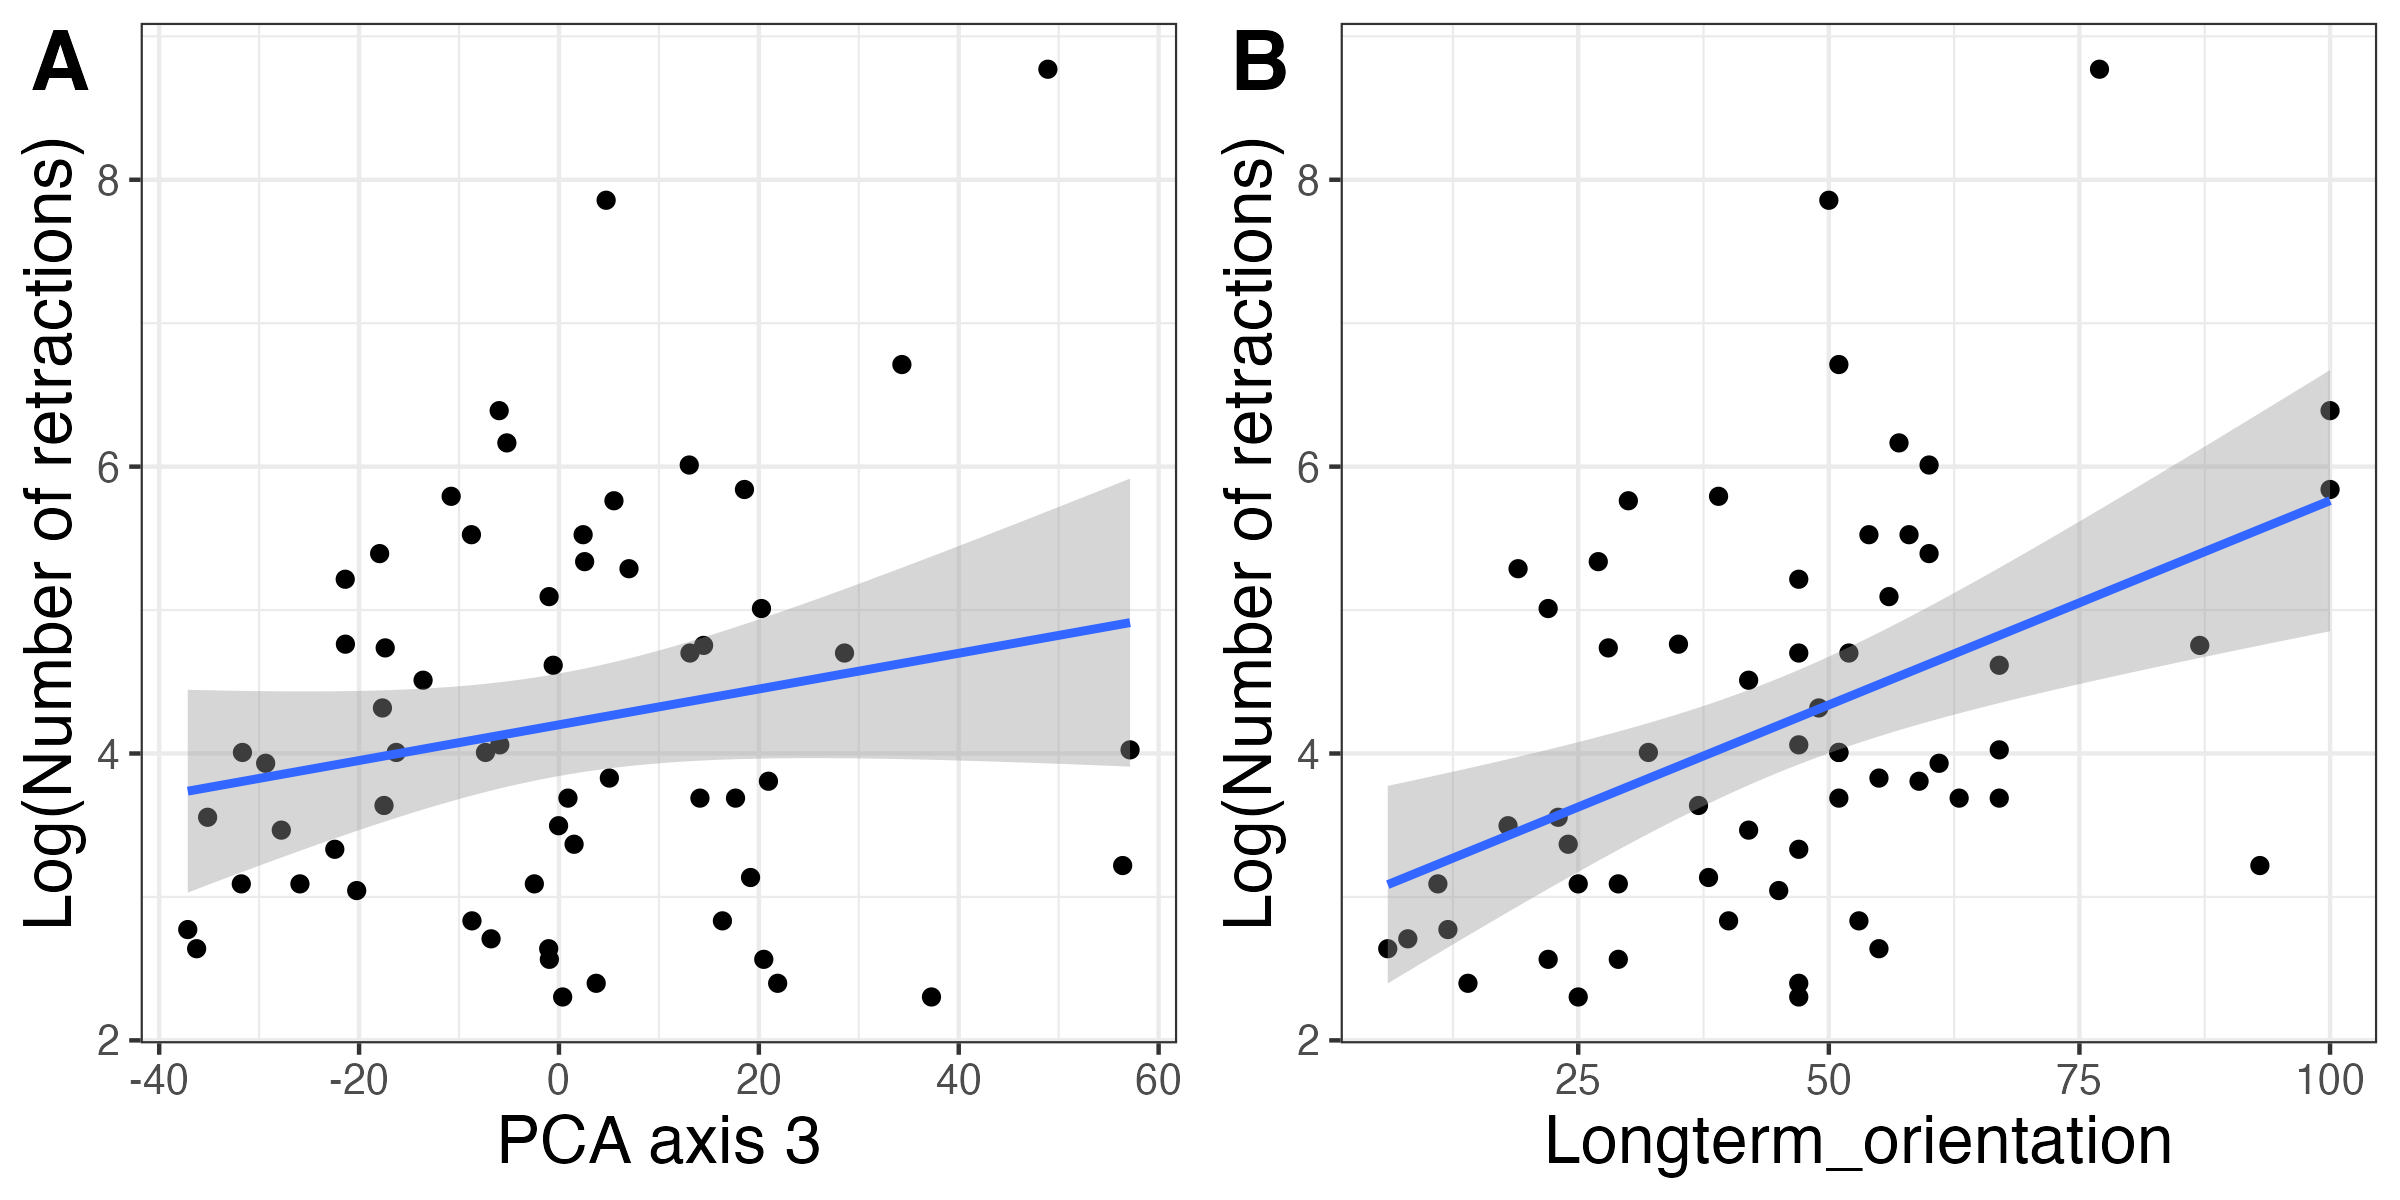 A
Log(Number of retractions)
8
6
4
2
-40 -20 0 20 40 60
PCA axis 3
B
Log(Number of retractions)
8
6
4
2
25 50 75 100
Longterm_orientation